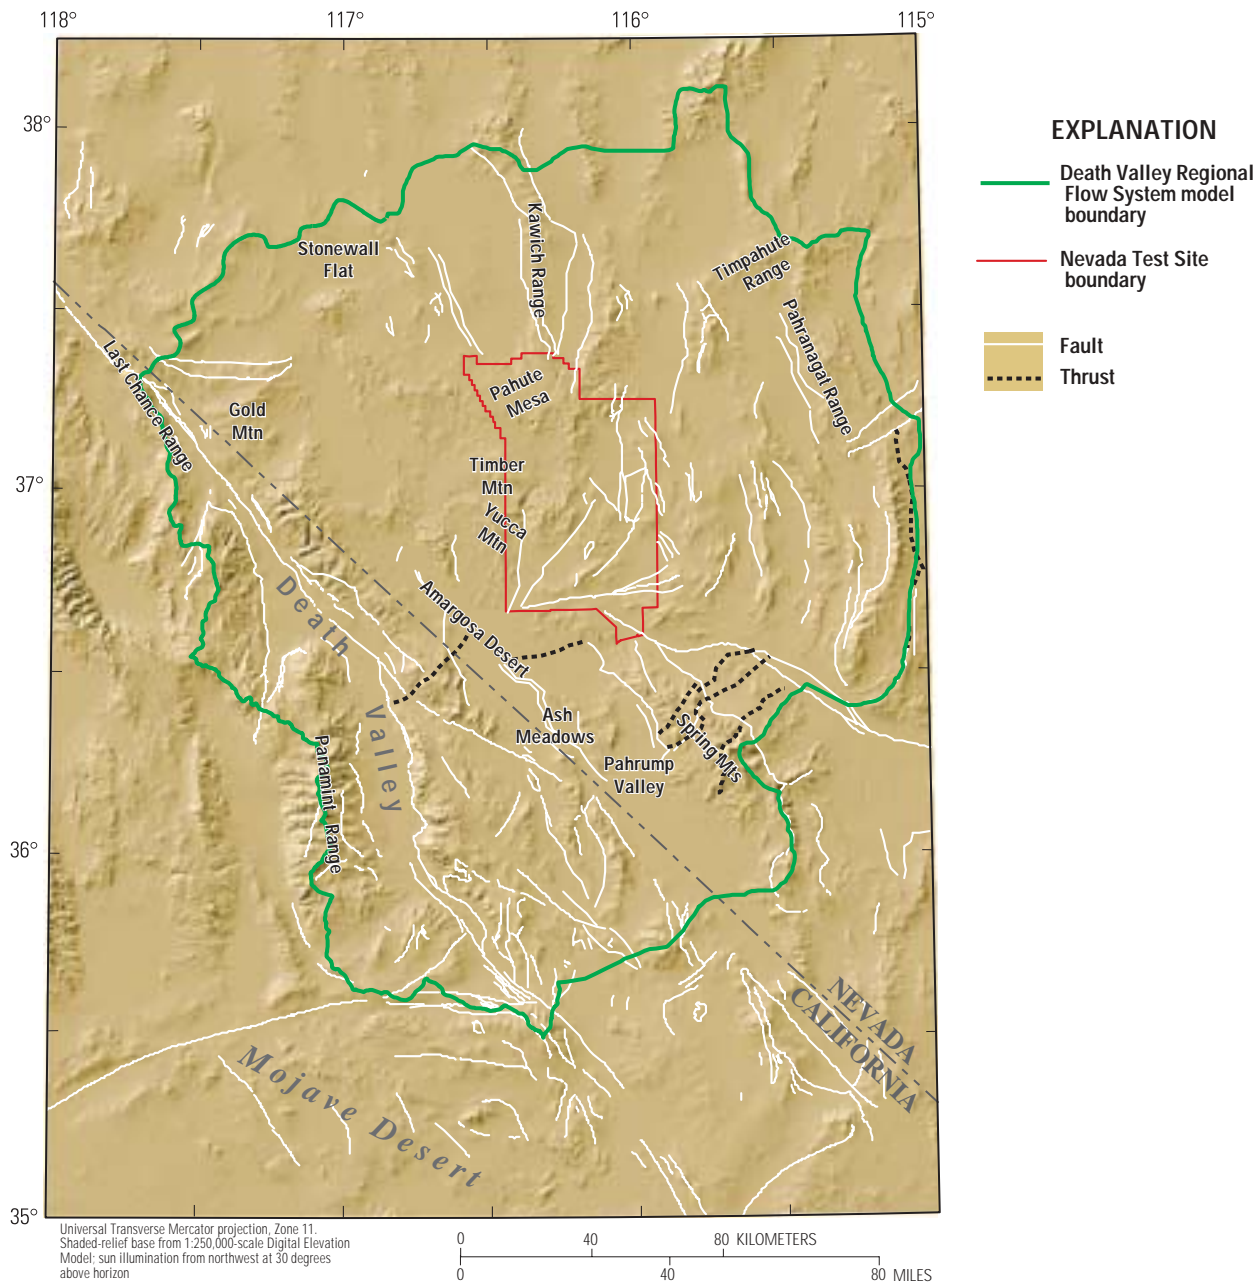 118°
117°
116°
115°
38°
37°
36°
35°
EXPLANATION
Death Valley Regional
Flow System model
boundary
Nevada Test Site
boundary
Fault
Thrust
Stonewall
Flat
Kawich Range
Timpahute
Range
Pahranagat Range
Last Chance Range
Gold
Mtn
Pahute
Mesa
Timber
Mtn
Yucca
Mtn
Death
Valley
Amargosa Desert
Ash
Meadows
Pahrump
Valley
Spring Mts
Panamint Range
NEVADA
CALIFORNIA
Mojave Desert
Universal Transverse Mercator projection, Zone 11.
Shaded-relief base from 1:250,000-scale Digital Elevation
Model; sun illumination from northwest at 30 degrees
above horizon
0 40 80 KILOMETERS
0 40 80 MILES